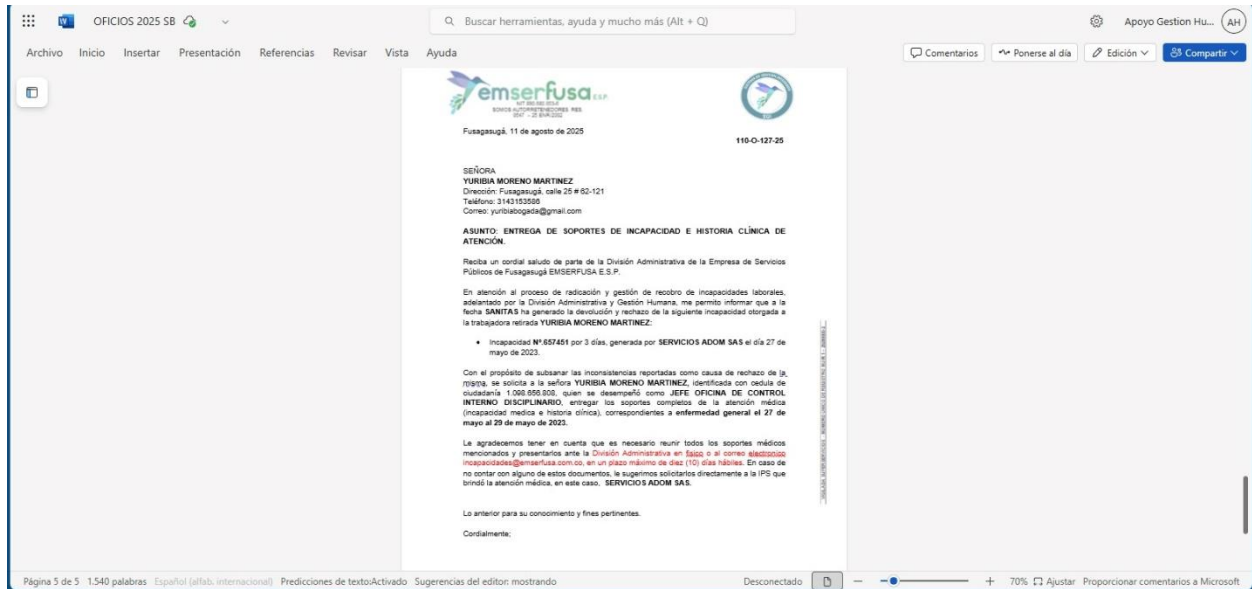 OFICIOS 2025 SB
Buscar herramientas, ayuda y mucho más (Alt + Q)
Apoyo Gestion Hu...
AH
Archivo Inicio Insertar Presentación Referencias Revisar Vista Ayuda
Comentarios Ponerse al día Edición Compartir
emserfusa E.S.P.
SOMOS AUTORRETENEDORES RES.
Fusagasugá, 11 de agosto de 2025
110-O-127-25
SEÑORA
YURIBIA MORENO MARTINEZ
Dirección: Fusagasugá, calle 25 # 62-121
Teléfono: 3143153586
Correo: yuribiabogada@gmail.com
ASUNTO: ENTREGA DE SOPORTES DE INCAPACIDAD E HISTORIA CLÍNICA DE
ATENCIÓN.
Reciba un cordial saludo de parte de la División Administrativa de la Empresa de Servicios
Públicos de Fusagasugá EMSERFUSA E.S.P.
En atención al proceso de radicación y gestión de recobro de incapacidades laborales,
adelantado por la División Administrativa y Gestión Humana, me permito informar que a la
fecha SANITAS ha generado la devolución y rechazo de la siguiente incapacidad otorgada a
la trabajadora retirada YURIBIA MORENO MARTINEZ:
• Incapacidad Nº.657451 por 3 días, generada por SERVICIOS ADOM SAS el día 27 de
mayo de 2023.
Con el propósito de subsanar las inconsistencias reportadas como causa de rechazo de la
misma, se solicita a la señora YURIBIA MORENO MARTINEZ, identificada con cedula de
ciudadanía 1.098.656.808, quien se desempeñó como JEFE OFICINA DE CONTROL
INTERNO DISCIPLINARIO, entregar los soportes completos de la atención médica
(incapacidad medica e historia clínica), correspondientes a enfermedad general el 27 de
mayo al 29 de mayo de 2023.
Le agradecemos tener en cuenta que es necesario reunir todos los soportes médicos
mencionados y presentarlos ante la División Administrativa en fisico o al correo electronico
incapacidades@emserfusa.com.co, en un plazo máximo de diez (10) días hábiles. En caso de
no contar con alguno de estos documentos, le sugerimos solicitarlos directamente a la IPS que
brindó la atención médica, en este caso, SERVICIOS ADOM SAS.
Lo anterior para su conocimiento y fines pertinentes.
Cordialmente;
Página 5 de 5 1.540 palabras Español (alfab. internacional) Predicciones de texto:Activado Sugerencias del editor: mostrando Desconectado 70% Ajustar Proporcionar comentarios a Microsoft